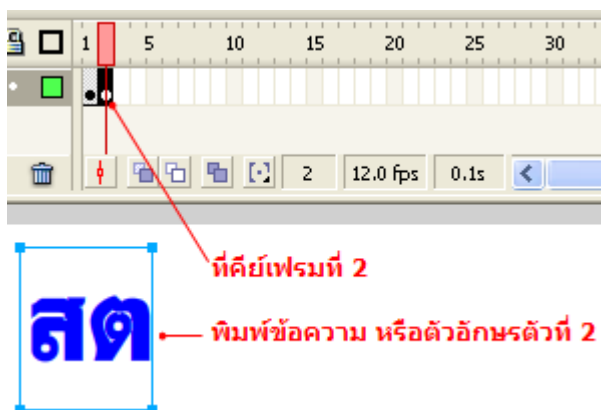 1 5 10 15 20 25 30
2 12.0 fps 0.1s
ที่คีย์เฟรมที่ 2
สต
พิมพ์ข้อความ หรือตัวอักษรตัวที่ 2